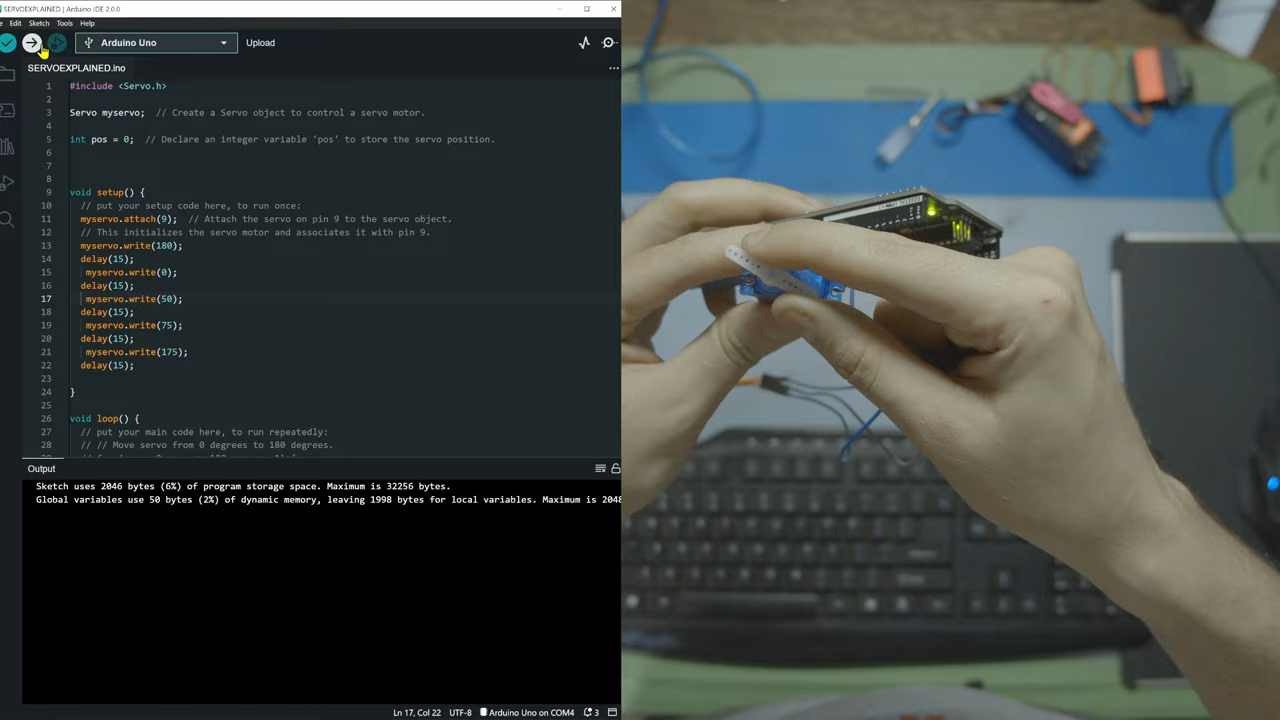 SERVOEXPLAINED | Arduino IDE 2.0.0
Edit Sketch Tools Help
Arduino Uno
Upload
SERVOEXPLAINED.ino
1 #include <Servo.h>
2
3 Servo myservo;  // Create a Servo object to control a servo motor.
4
5 int pos = 0;  // Declare an integer variable 'pos' to store the servo position.
6
7
8
9 void setup() {
10 // put your setup code here, to run once:
11 myservo.attach(9);  // Attach the servo on pin 9 to the servo object.
12 // This initializes the servo motor and associates it with pin 9.
13 myservo.write(180);
14 delay(15);
15 myservo.write(0);
16 delay(15);
17 myservo.write(50);
18 delay(15);
19 myservo.write(75);
20 delay(15);
21 myservo.write(175);
22 delay(15);
23
24 }
25
26 void loop() {
27 // put your main code here, to run repeatedly:
28 // // Move servo from 0 degrees to 180 degrees.
Output
Sketch uses 2046 bytes (6%) of program storage space. Maximum is 32256 bytes.
Global variables use 50 bytes (2%) of dynamic memory, leaving 1998 bytes for local variables. Maximum is 2048
Ln 17, Col 22 UTF-8 Arduino Uno on COM4 3